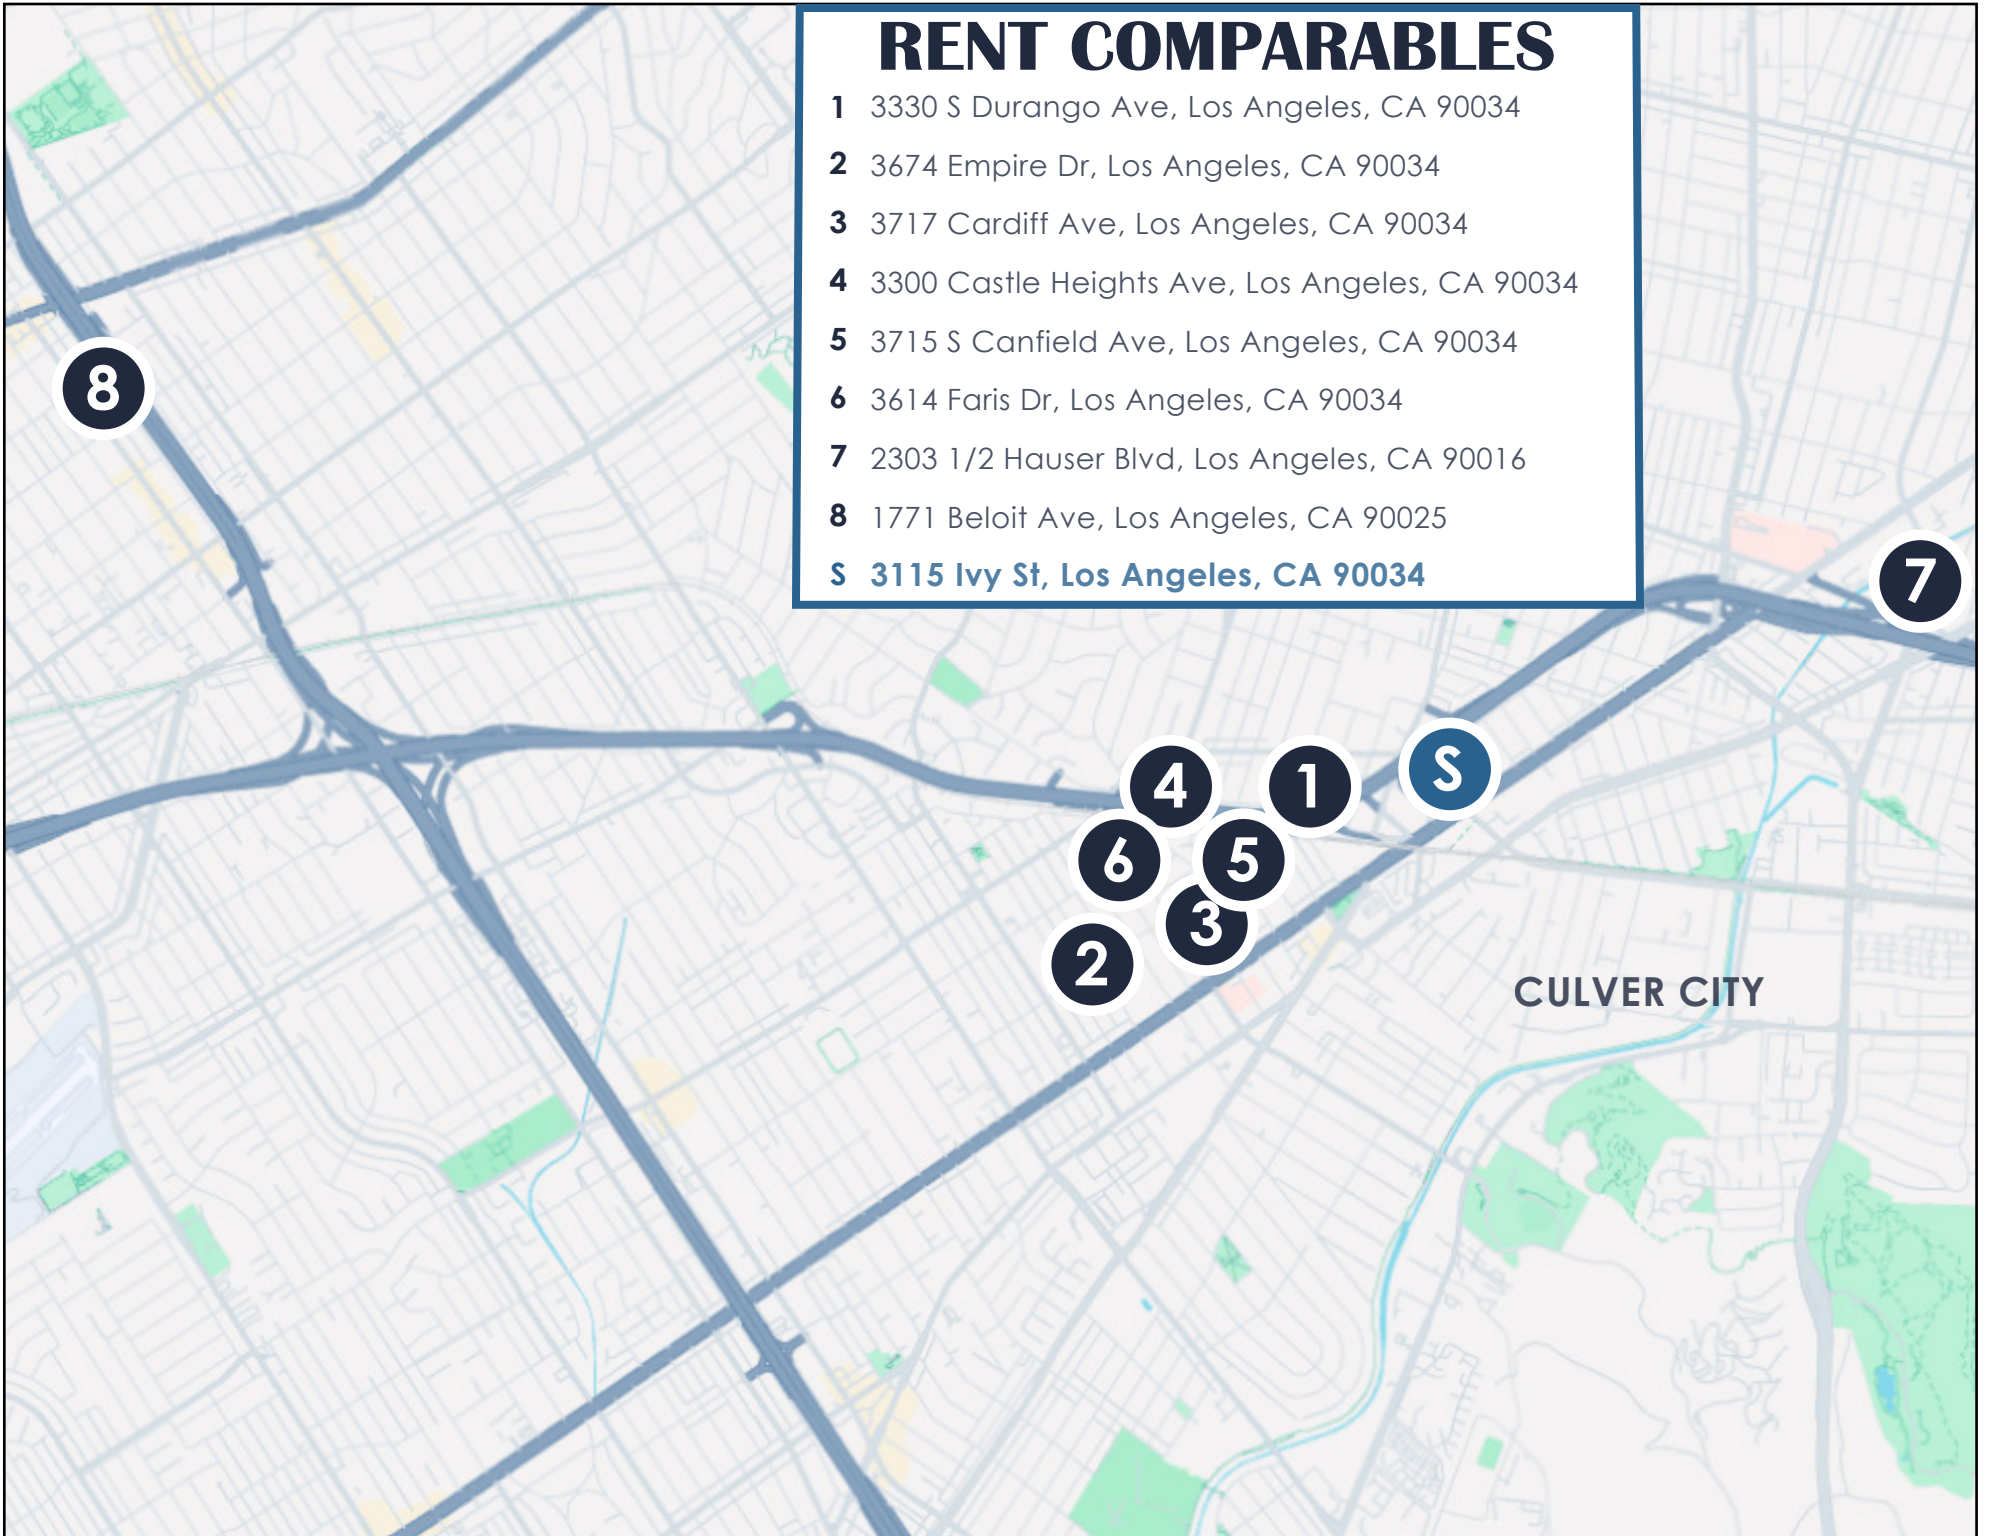 RENT COMPARABLES
1 3330 S Durango Ave, Los Angeles, CA 90034
2 3674 Empire Dr, Los Angeles, CA 90034
3 3717 Cardiff Ave, Los Angeles, CA 90034
4 3300 Castle Heights Ave, Los Angeles, CA 90034
5 3715 S Canfield Ave, Los Angeles, CA 90034
6 3614 Faris Dr, Los Angeles, CA 90034
7 2303 1/2 Hauser Blvd, Los Angeles, CA 90016
8 1771 Beloit Ave, Los Angeles, CA 90025
S 3115 Ivy St, Los Angeles, CA 90034
8
7
S
4
1
6
5
3
2
CULVER CITY